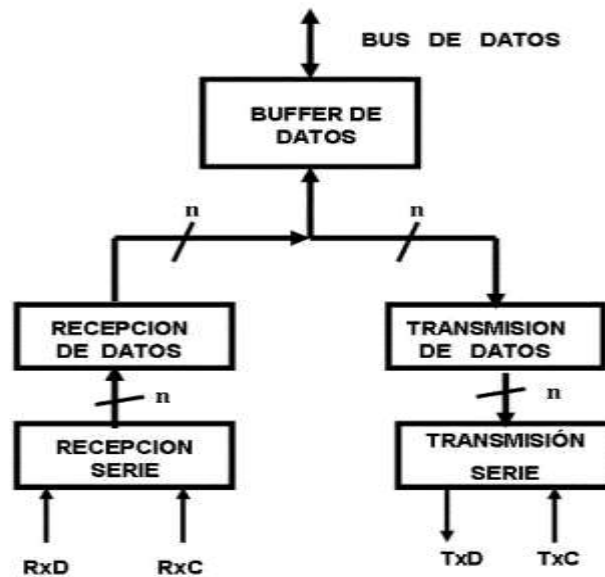 BUS DE DATOS
BUFFER DE
DATOS
n
n
RECEPCION
DE DATOS
TRANSMISION
DE DATOS
n
n
RECEPCION
SERIE
TRANSMISIÓN
SERIE
RxD
RxC
TxD
TxC